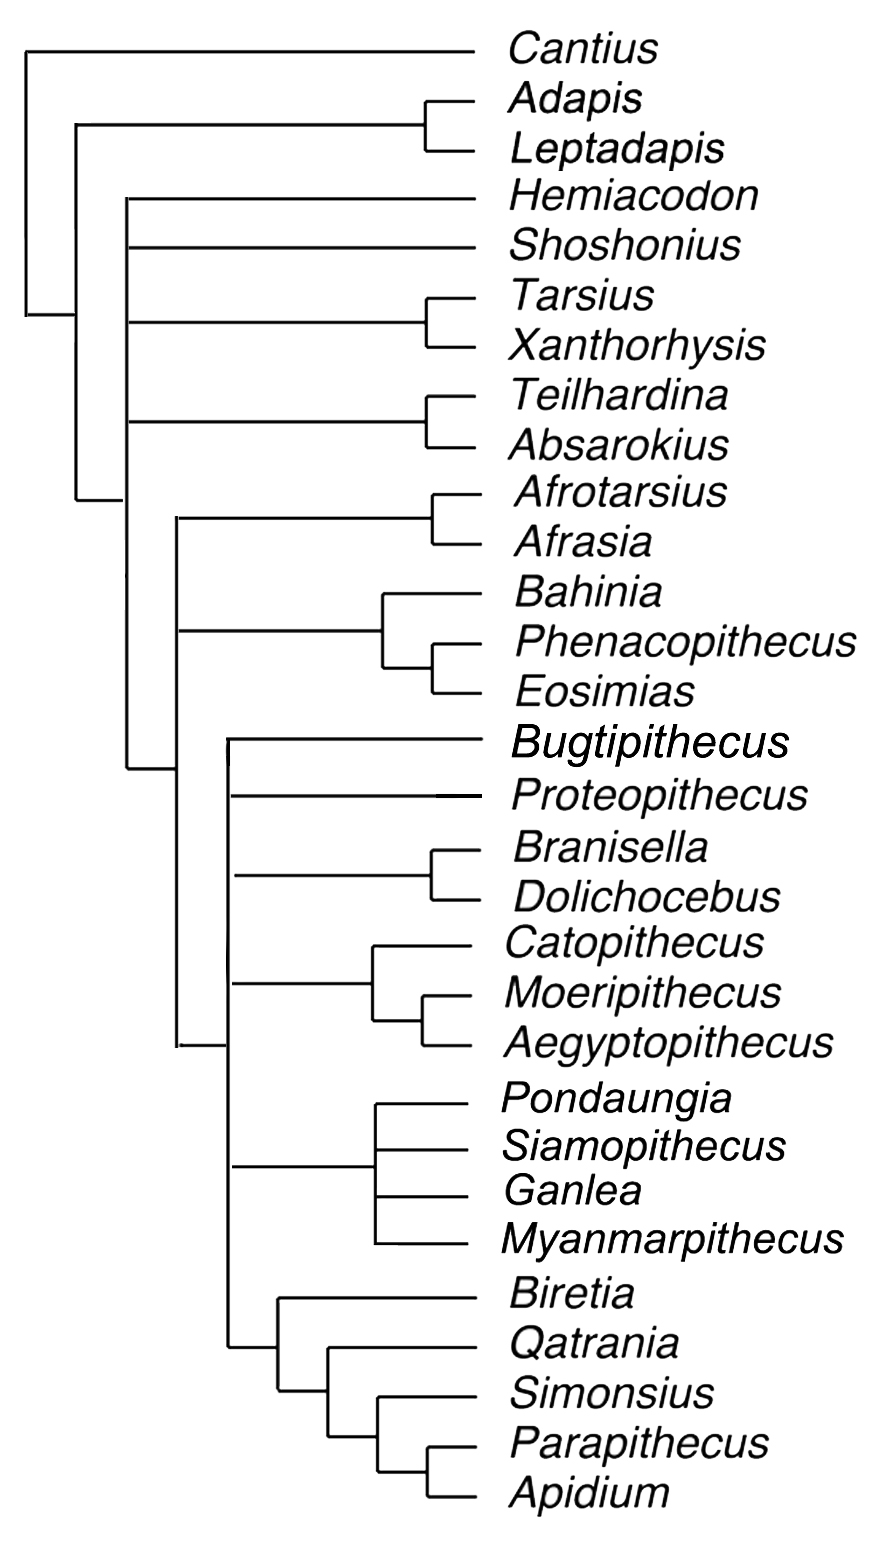 Cantius
Adapis
Leptadapis
Hemiacodon
Shoshonius
Tarsius
Xanthorhysis
Teilhardina
Absarokius
Afrotarsius
Afrasia
Bahinia
Phenacopithecus
Eosimias
Bugtipithecus
Proteopithecus
Branisella
Dolichocebus
Catopithecus
Moeripithecus
Aegyptopithecus
Pondaungia
Siamopithecus
Ganlea
Myanmarpithecus
Biretia
Qatrania
Simonsius
Parapithecus
Apidium